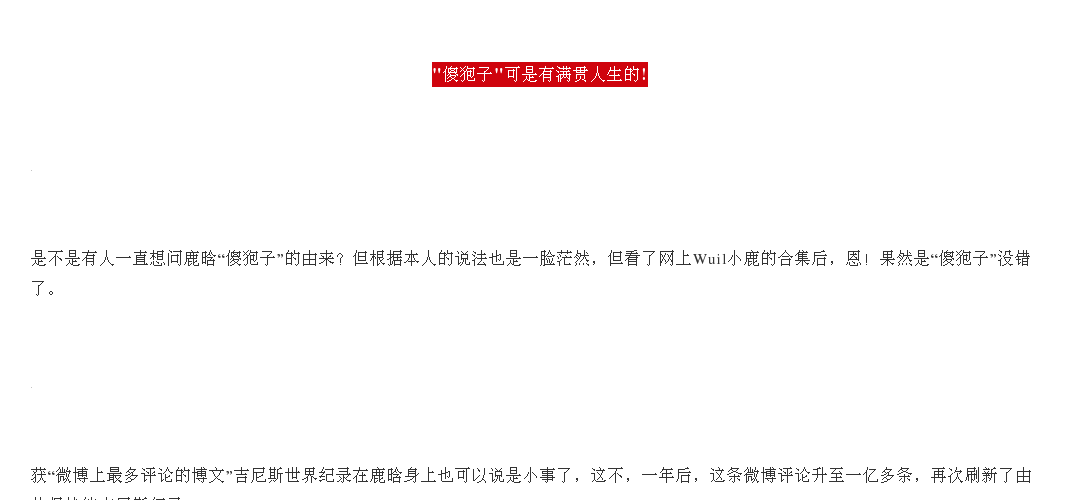 "傻狍子"可是有满贯人生的!
是不是有人一直想问鹿晗“傻狍子”的由来？但根据本人的说法也是一脸茫然，但看了网上Wuil小鹿的合集后，恩！果然是“傻狍子”没错
了。
获“微博上最多评论的博文”吉尼斯世界纪录在鹿晗身上也可以说是小事了，这不，一年后，这条微博评论升至一亿多条，再次刷新了由